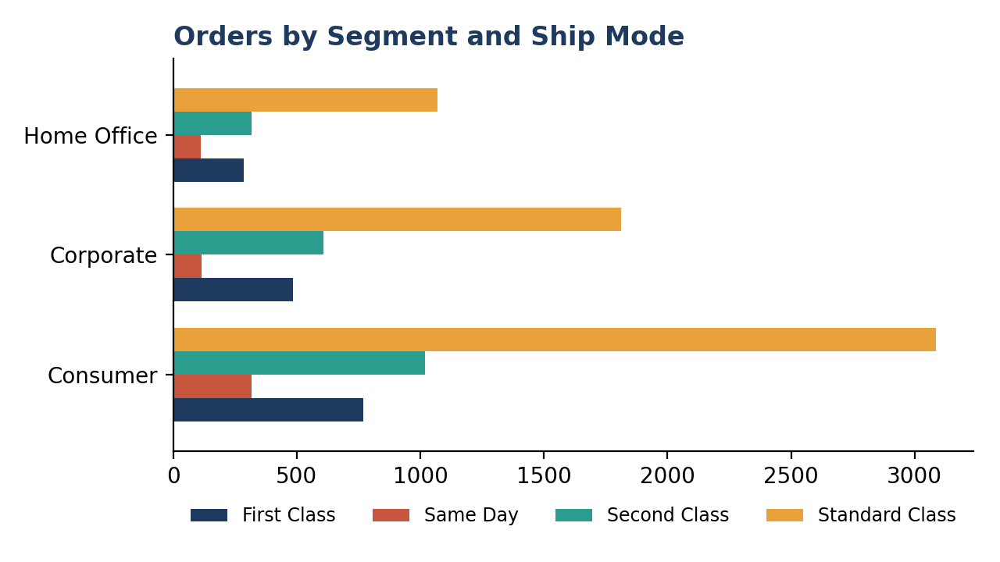 Orders by Segment and Ship Mode
Home Office
Corporate
Consumer
0 500 1000 1500 2000 2500 3000
First Class Same Day Second Class Standard Class